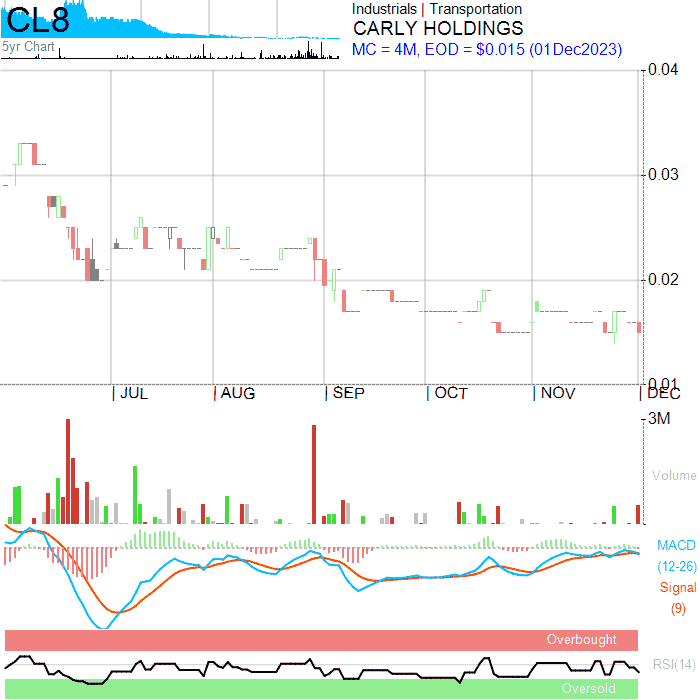 CL8
5yr Chart
Industrials | Transportation
CARLY HOLDINGS
MC = 4M, EOD = $0.015 (01Dec2023)
0.04
0.03
0.02
0.01
JUL
AUG
SEP
OCT
NOV
DEC
3M
Volume
MACD
(12-26)
Signal
(9)
Overbought
RSI(14)
Oversold